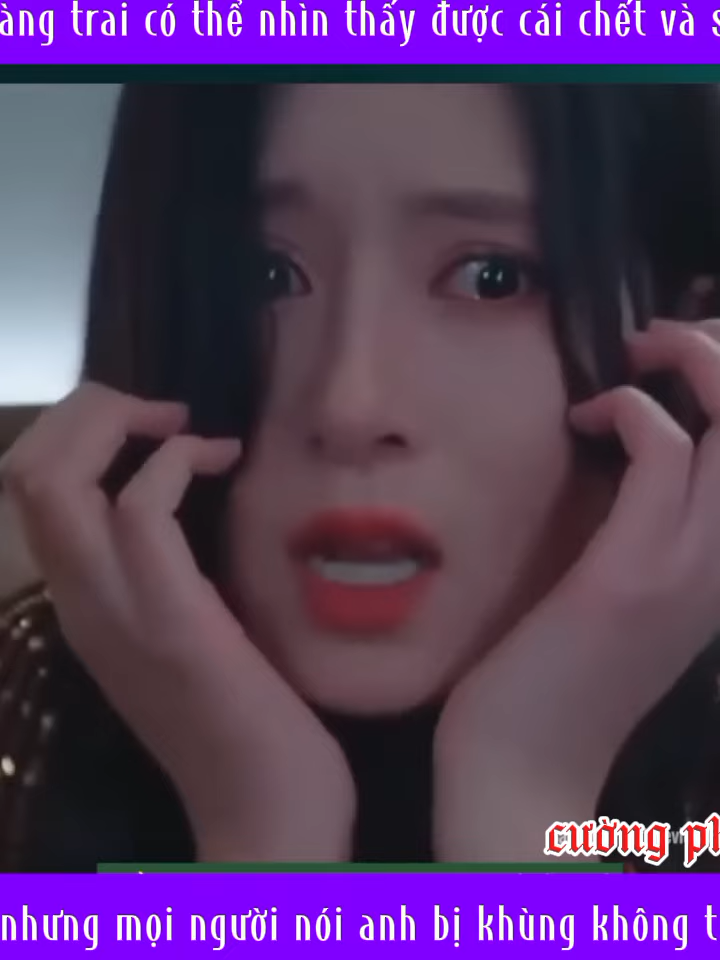 àng trai có thể nhìn thấy được cái chết và s
cường ph
nhưng mọi người nói anh bị khùng không t